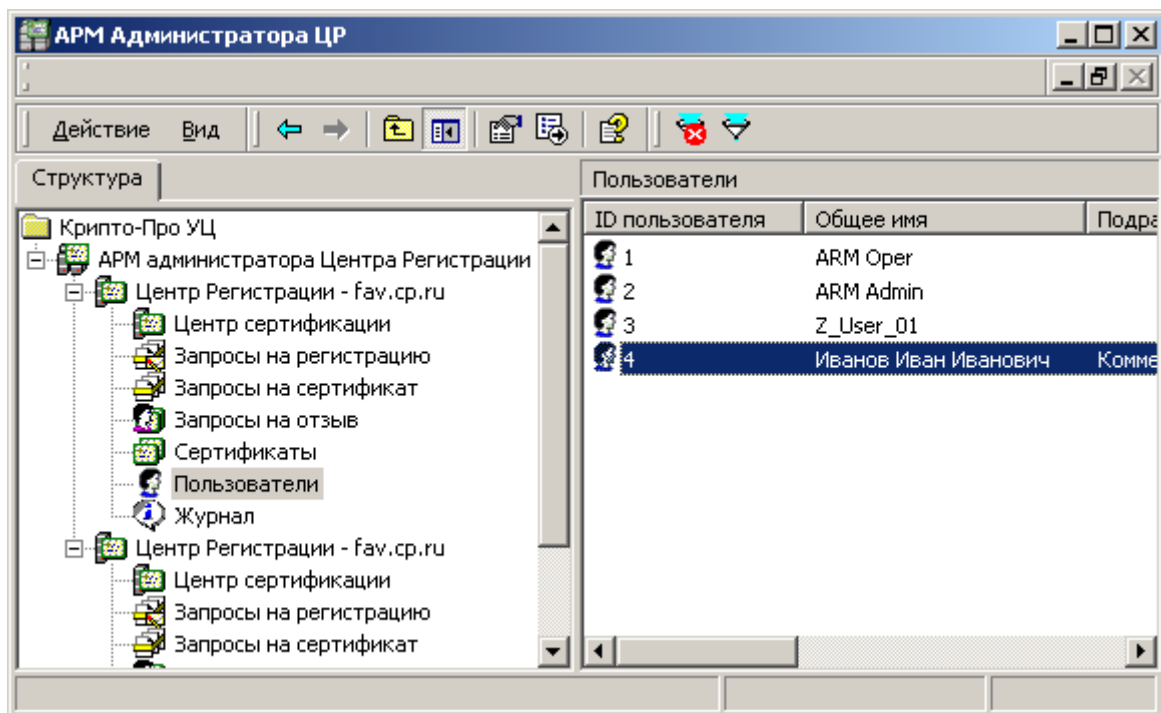 АРМ Администратора ЦР
Действие Вид
Структура
Крипто-Про УЦ
АРМ администратора Центра Регистрации
Центр Регистрации - fav.cp.ru
Центр сертификации
Запросы на регистрацию
Запросы на сертификат
Запросы на отзыв
Сертификаты
Пользователи
Журнал
Центр Регистрации - fav.cp.ru
Центр сертификации
Запросы на регистрацию
Запросы на сертификат
Пользователи
ID пользователя Общее имя Подра
1 ARM Oper
2 ARM Admin
3 Z_User_01
4 Иванов Иван Иванович Комме